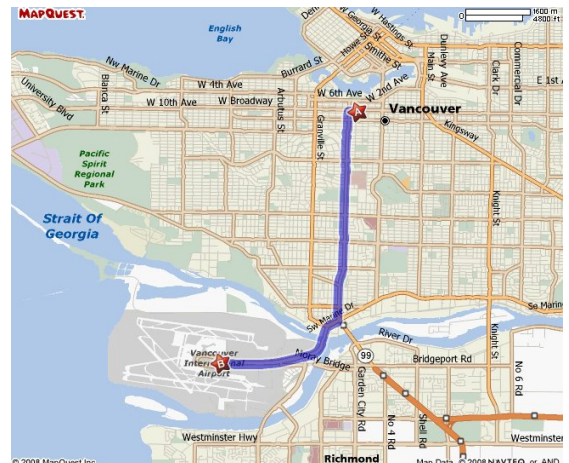 MAPQUEST
1600 m
4800 ft
English
Bay
W Georgia St
W Hastings St
Howe St
Smithe St
Dunlevy Ave
Main St
Clark Dr
Commercial Dr
Nw Marine Dr
Burrard St
W 4th Ave
W 6th Ave
W 2nd Ave
E 1st A
University Blvd
Blanca St
W 10th Ave
W Broadway
Arbutus St
A
Vancouver
Kingsway
Granville St
Pacific
Spirit
Regional
Park
Knight St
Strait Of
Georgia
Sw Marine Dr
Se Marine
River Dr
Knight St
Vancouver
International
Airport
B
Moray Bridge
99
Bridgeport Rd
Garden City Rd
No 4 Rd
Shell Rd
No 6 Rd
Westminster Hwy
Westminster
Richmond
© 2008 MapQuest Inc.
Map Data © 2008 NAVTEQ or AND